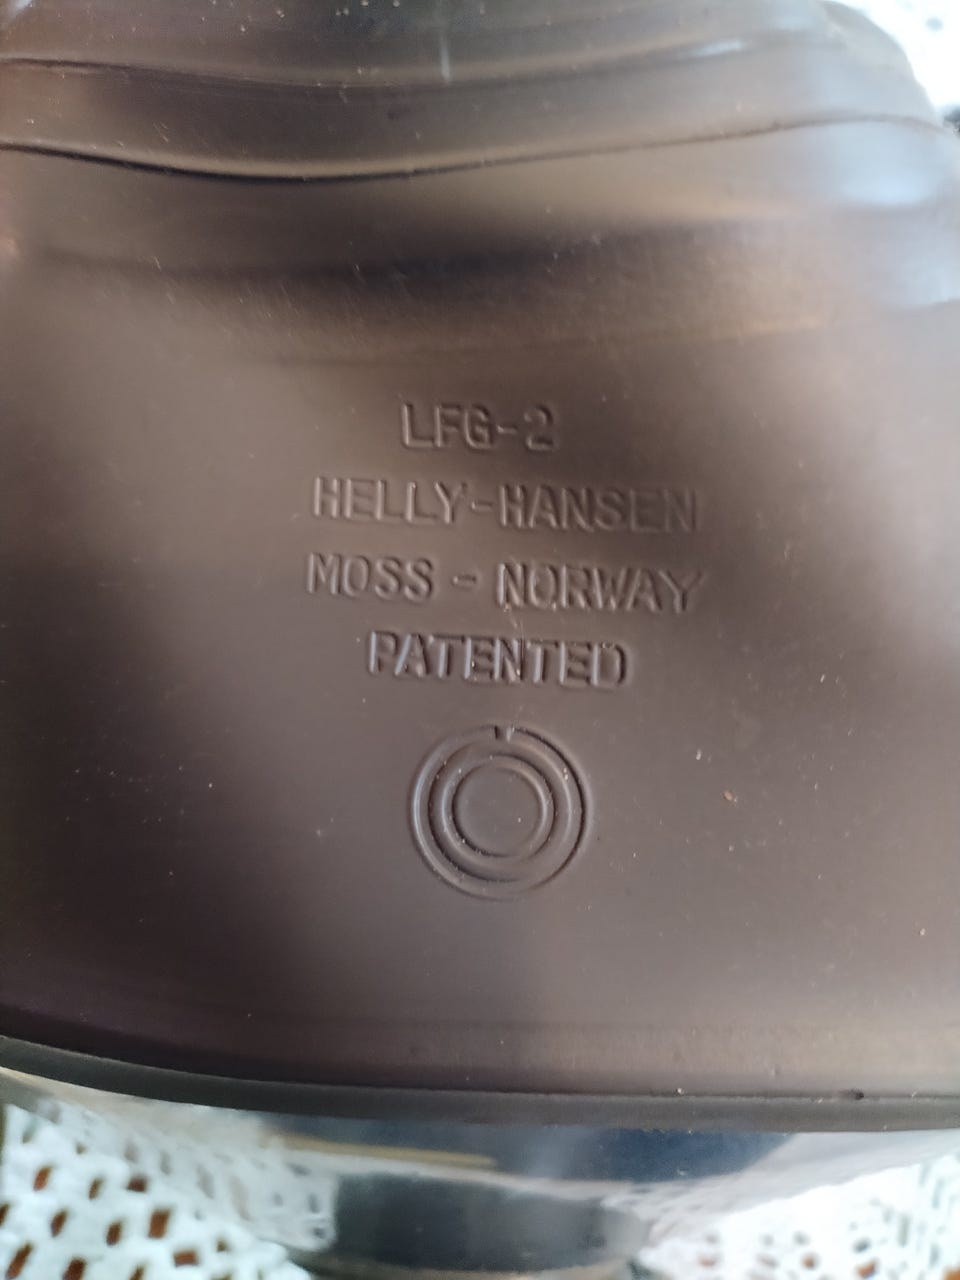 LFG-2
HELLY-HANSEN
MOSS - NORWAY
PATENTED